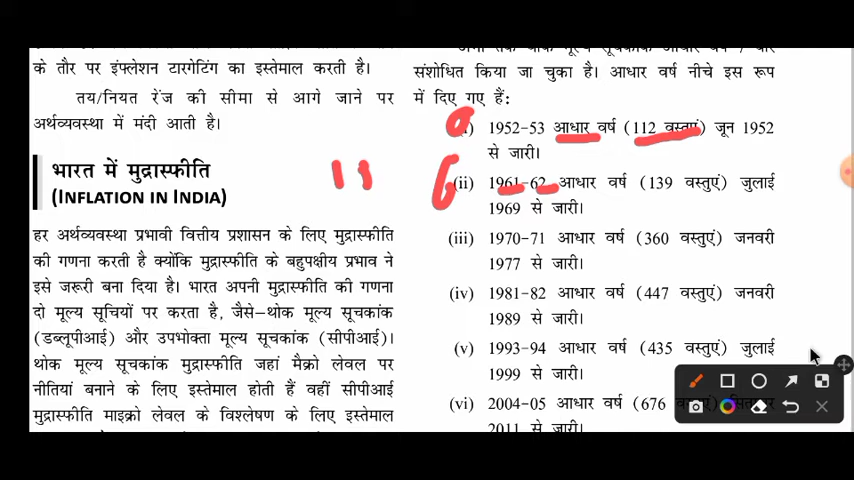 के तौर पर इंफ्लेशन टारगेटिंग का इस्तेमाल करती है।
तय/नियत रेंज की सीमा से आगे जाने पर
अर्थव्यवस्था में मंदी आती है।
भारत में मुद्रास्फीति
(INFLATION IN INDIA)
हर अर्थव्यवस्था प्रभावी वित्तीय प्रशासन के लिए मुद्रास्फीति
की गणना करती है क्योंकि मुद्रास्फीति के बहुपक्षीय प्रभाव ने
इसे जरूरी बना दिया है। भारत अपनी मुद्रास्फीति की गणना
दो मूल्य सूचियों पर करता है, जैसे–थोक मूल्य सूचकांक
(डब्लूपीआई) और उपभोक्ता मूल्य सूचकांक (सीपीआई)।
थोक मूल्य सूचकांक मुद्रास्फीति जहां मैक्रो लेवल पर
नीतियां बनाने के लिए इस्तेमाल होती हैं वहीं सीपीआई
मुद्रास्फीति माइक्रो लेवल के विश्लेषण के लिए इस्तेमाल
संशोधित किया जा चुका है। आधार वर्ष नीचे इस रूप
में दिए गए हैं:
1952-53 आधार वर्ष (112 वस्तुएं) जून 1952
से जारी।
(ii) 1961-62 आधार वर्ष (139 वस्तुएं) जुलाई
1969 से जारी।
(iii) 1970-71 आधार वर्ष (360 वस्तुएं) जनवरी
1977 से जारी।
(iv) 1981-82 आधार वर्ष (447 वस्तुएं) जनवरी
1989 से जारी।
(v) 1993-94 आधार वर्ष (435 वस्तुएं) जुलाई
1999 से जारी।
(vi) 2004-05 आधार वर्ष (676
2011 से जारी।